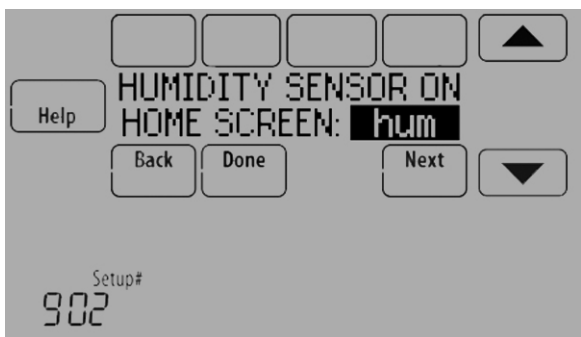 HUMIDITY SENSOR ON
Help
HOME SCREEN: hum
Back Done Next
Setup#
902